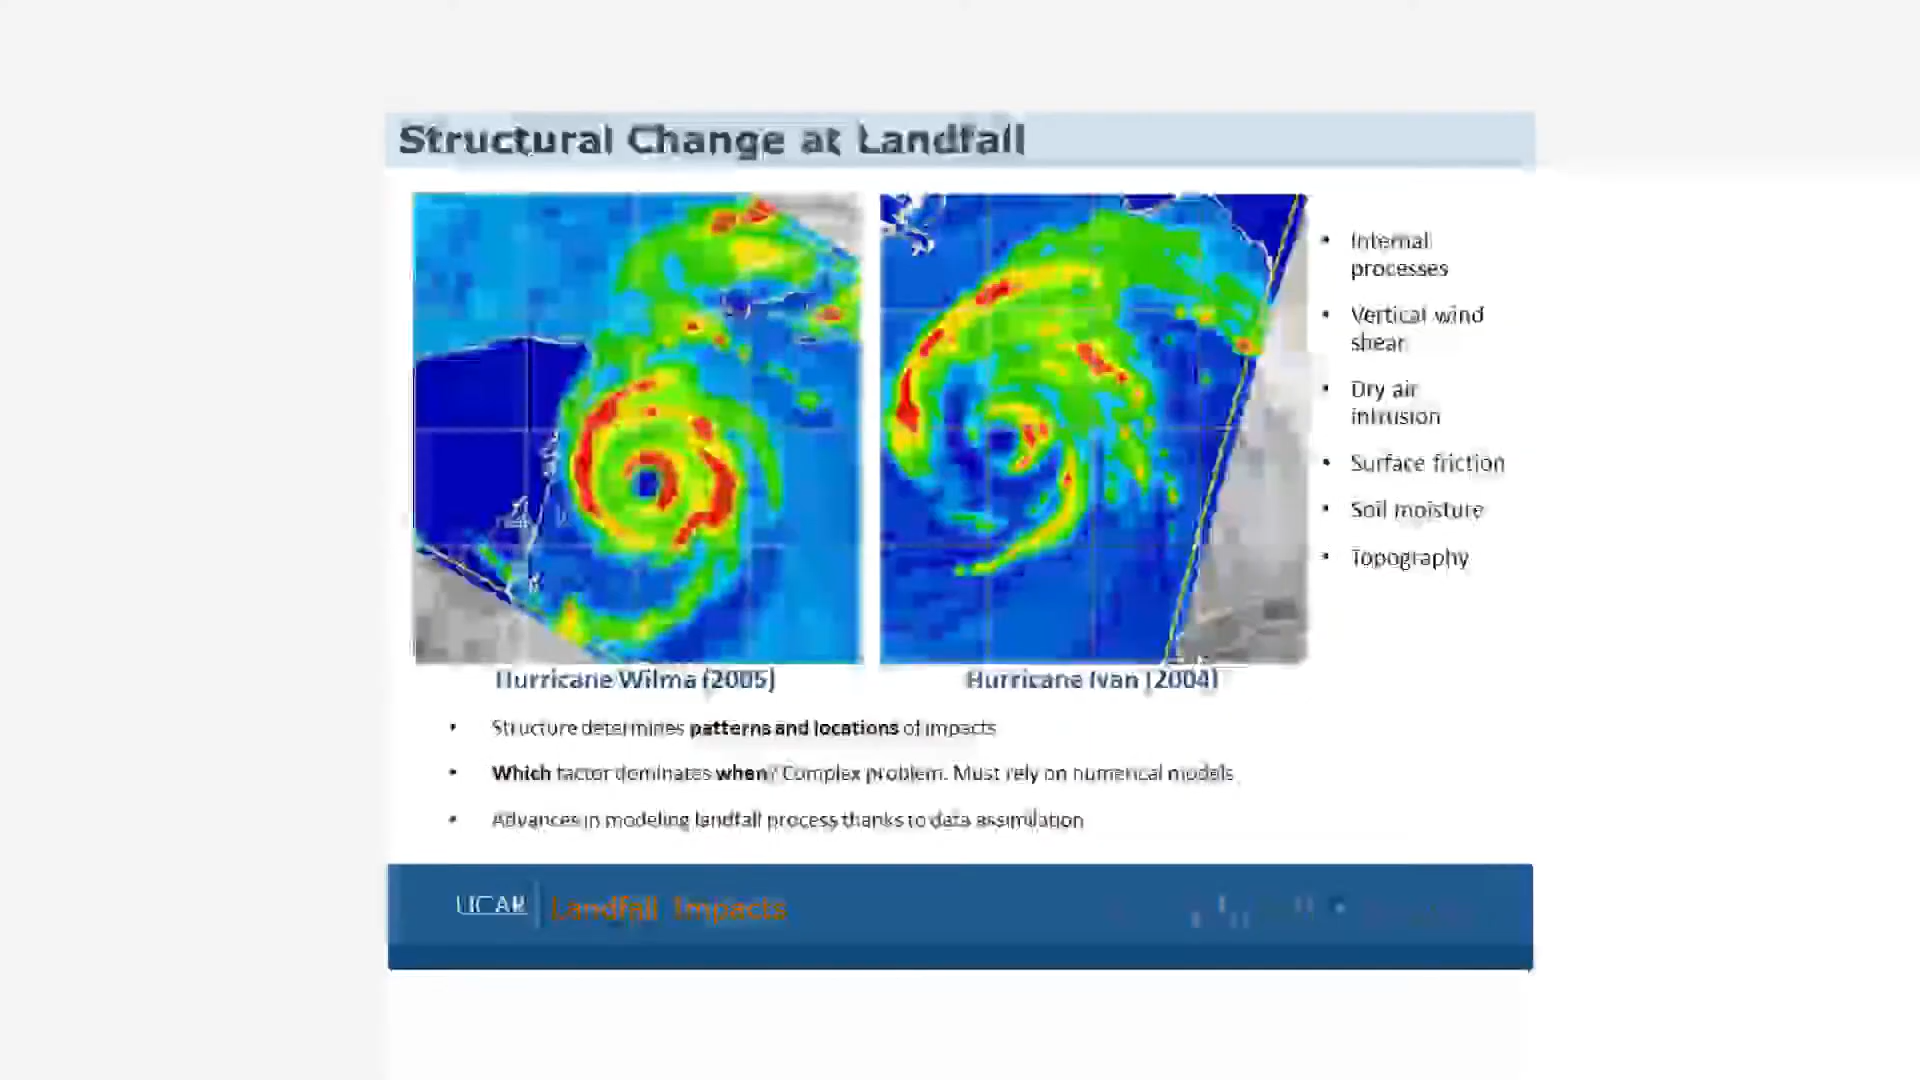 Structural Change at Landfall
• Internal
processes
• Vertical wind
shear
• Dry air
intrusion
• Surface friction
• Soil moisture
• Topography
Hurricane Wilma (2005)
Hurricane Ivan (2004)
• Structure determines patterns and locations of impacts
• Which factor dominates when? Complex problem. Must rely on numerical models
• Advances in modeling landfall process thanks to data assimilation
UCAR
Landfall Impacts